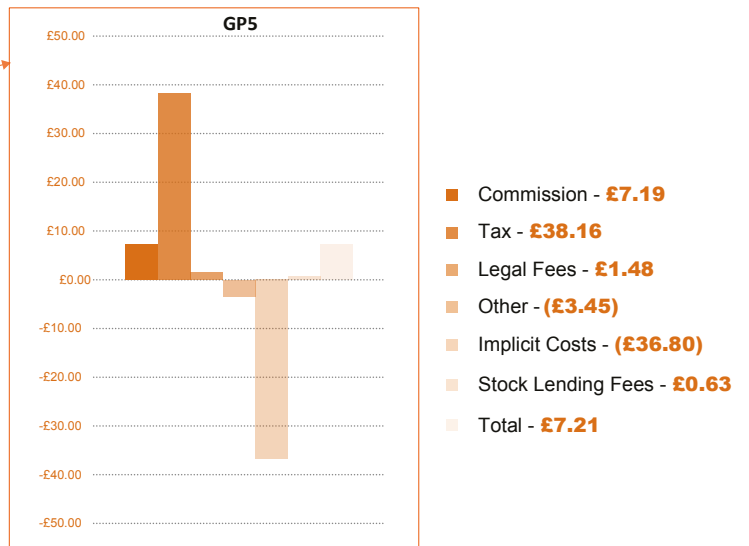 GP5
£50.00
£40.00
£30.00
£20.00
£10.00
£0.00
-£10.00
-£20.00
-£30.00
-£40.00
-£50.00
Commission - £7.19
Tax - £38.16
Legal Fees - £1.48
Other - (£3.45)
Implicit Costs - (£36.80)
Stock Lending Fees - £0.63
Total - £7.21